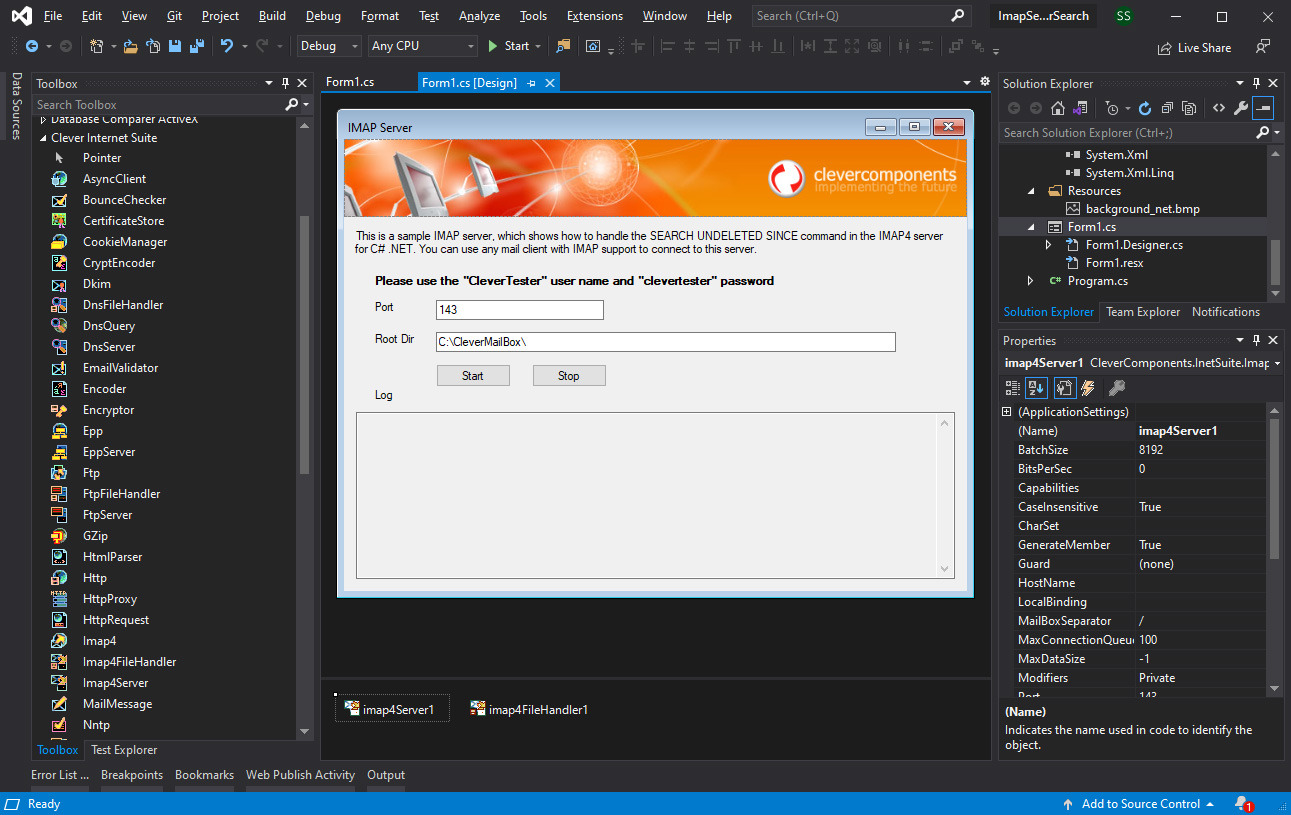 File Edit View Git Project Build Debug Format Test Analyze Tools Extensions Window Help Search (Ctrl+Q) ImapSe...rSearch SS
Debug Any CPU Start Live Share
Data Sources
Toolbox
Search Toolbox
Database Comparer ActiveX
Clever Internet Suite
Pointer
AsyncClient
BounceChecker
CertificateStore
CookieManager
CryptEncoder
Dkim
DnsFileHandler
DnsQuery
DnsServer
EmailValidator
Encoder
Encryptor
Epp
EppServer
Ftp
FtpFileHandler
FtpServer
GZip
HtmlParser
Http
HttpProxy
HttpRequest
Imap4
Imap4FileHandler
Imap4Server
MailMessage
Nntp
Toolbox Test Explorer
Form1.cs Form1.cs [Design]
IMAP Server
clevercomponents
implementing the future
This is a sample IMAP server, which shows how to handle the SEARCH UNDELETED SINCE command in the IMAP4 server
for C# .NET. You can use any mail client with IMAP support to connect to this server.
Please use the "CleverTester" user name and "clevertester" password
Port 143
Root Dir C:\CleverMailBox\
Start Stop
Log
imap4Server1 imap4FileHandler1
Solution Explorer
Search Solution Explorer (Ctrl+;)
System.Xml
System.Xml.Linq
Resources
background_net.bmp
Form1.cs
Form1.Designer.cs
Form1.resx
C# Program.cs
Solution Explorer Team Explorer Notifications
Properties
imap4Server1 CleverComponents.InetSuite.Imap
(ApplicationSettings)
(Name) imap4Server1
BatchSize 8192
BitsPerSec 0
Capabilities
CaseInsensitive True
CharSet
GenerateMember True
Guard (none)
HostName
LocalBinding
MailBoxSeparator /
MaxConnectionQueu 100
MaxDataSize -1
Modifiers Private
Port 143
(Name)
Indicates the name used in code to identify the
object.
Error List ... Breakpoints Bookmarks Web Publish Activity Output
Ready Add to Source Control 1